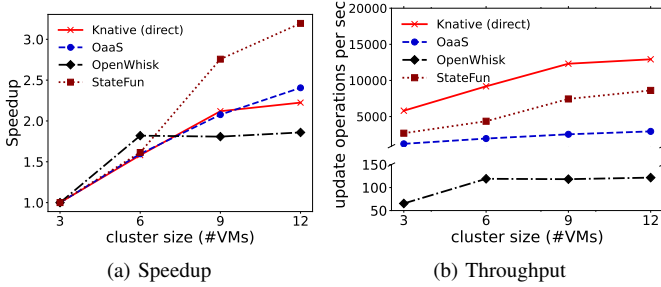 Knative (direct)
OaaS
OpenWhisk
StateFun
Speedup
3.0
2.5
2.0
1.5
1.0
3 6 9 12
cluster size (#VMs)
(a) Speedup
update operations per sec
20000
15000
10000
5000
150
100
50
Knative (direct)
OaaS
OpenWhisk
StateFun
3 6 9 12
cluster size (#VMs)
(b) Throughput